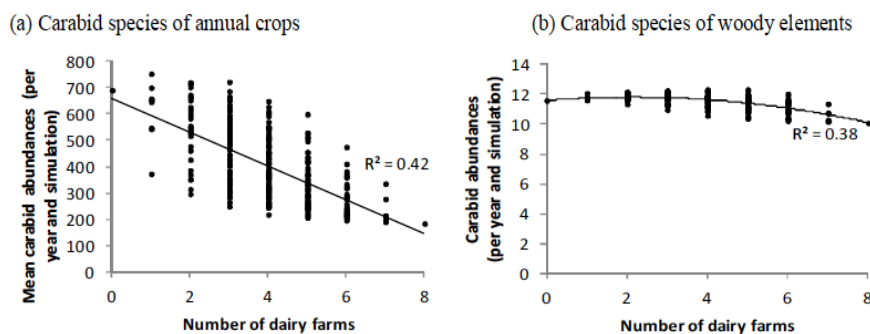 (a) Carabid species of annual crops
Mean carabid abundances (per
year and simulation)
800
700
600
500
400
300
200
100
0
R² = 0.42
0 2 4 6 8
Number of dairy farms
(b) Carabid species of woody elements
Carabid abundances
(per year and simulation)
14
12
10
8
6
4
2
0
R² = 0.38
0 2 4 6 8
Number of dairy farms